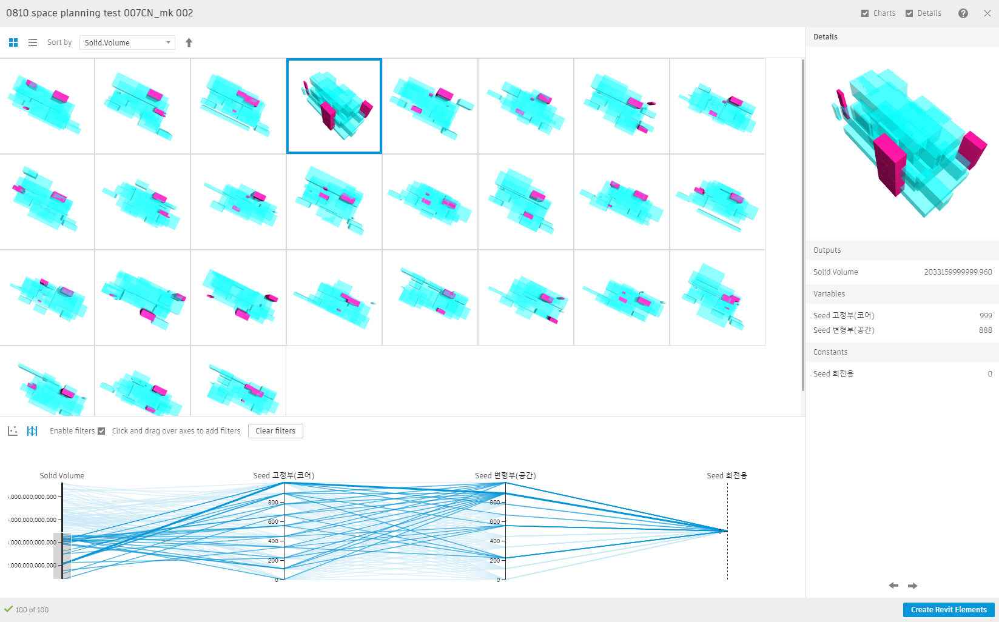 0810 space planning test 007CN_mk 002
Charts
Details
Sort by
Solid.Volume
Details
Outputs
Solid.Volume 2033159999999.960
Variables
Seed 고정부(코어) 999
Seed 변형부(공간) 888
Constants
Seed 회전용 0
Enable filters
Click and drag over axes to add filters
Clear filters
Solid.Volume
Seed 고정부(코어)
Seed 변형부(공간)
Seed 회전용
,000,000,000,000
,000,000,000,000
,000,000,000,000
2,000,000,000,000
800
600
400
200
0
800
600
400
200
0
0
100 of 100
Create Revit Elements